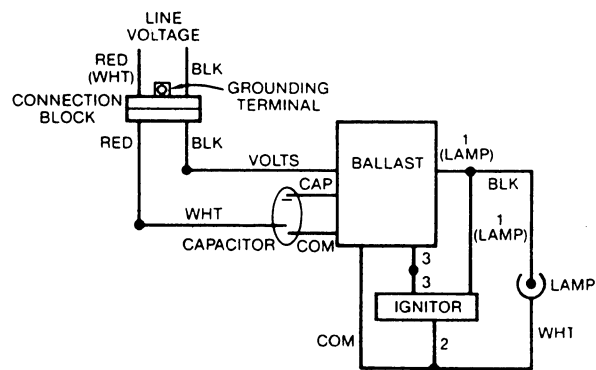 LINE
VOLTAGE
RED
(WHT)
BLK
GROUNDING
TERMINAL
CONNECTION
BLOCK
RED
BLK
VOLTS
BALLAST
1
(LAMP)
BLK
CAP
WHT
CAPACITOR
COM
1
(LAMP)
3
3
IGNITOR
LAMP
COM
2
WHT